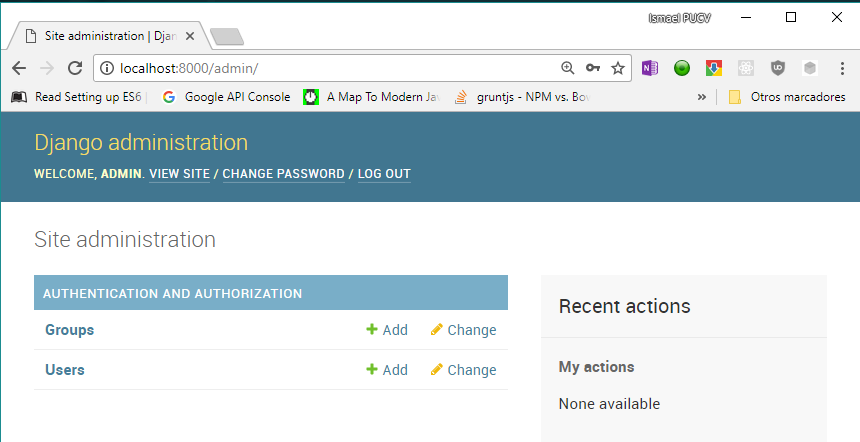 Ismael PUCV
Site administration | Djan
localhost:8000/admin/
Read Setting up ES6 Google API Console A Map To Modern Ja gruntjs - NPM vs. Bow » Otros marcadores
Django administration
WELCOME, ADMIN. VIEW SITE / CHANGE PASSWORD / LOG OUT
Site administration
AUTHENTICATION AND AUTHORIZATION
Groups Add Change
Users Add Change
Recent actions
My actions
None available